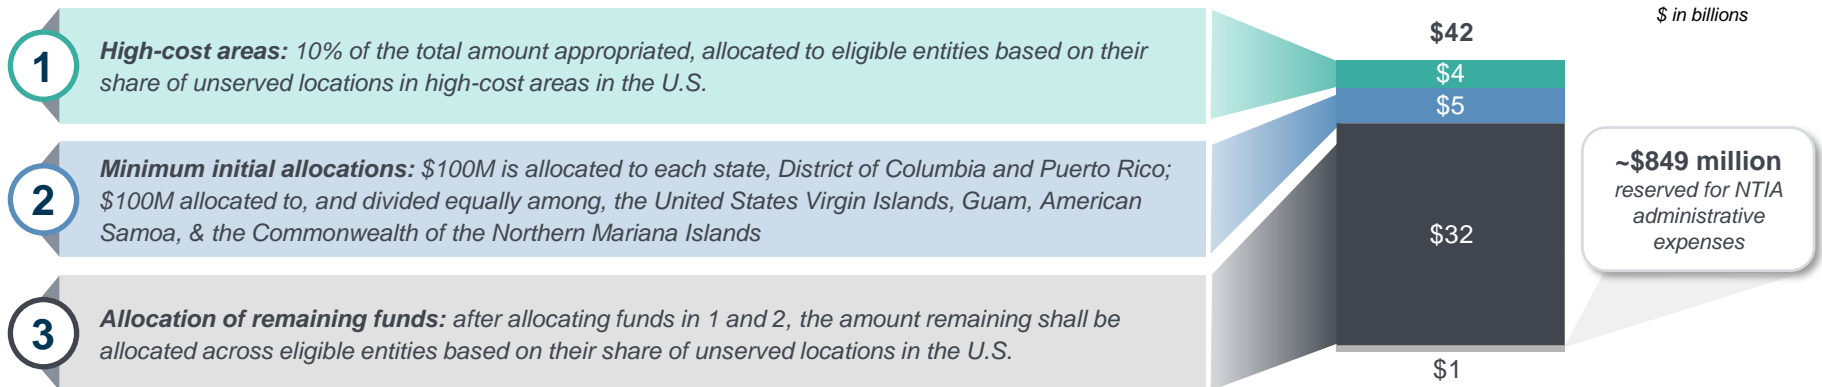 1
High-cost areas: 10% of the total amount appropriated, allocated to eligible entities based on their
share of unserved locations in high-cost areas in the U.S.
2
Minimum initial allocations: $100M is allocated to each state, District of Columbia and Puerto Rico;
$100M allocated to, and divided equally among, the United States Virgin Islands, Guam, American
Samoa, & the Commonwealth of the Northern Mariana Islands
3
Allocation of remaining funds: after allocating funds in 1 and 2, the amount remaining shall be
allocated across eligible entities based on their share of unserved locations in the U.S.
$ in billions
$42
$4
$5
$32
$1
~$849 million
reserved for NTIA
administrative
expenses